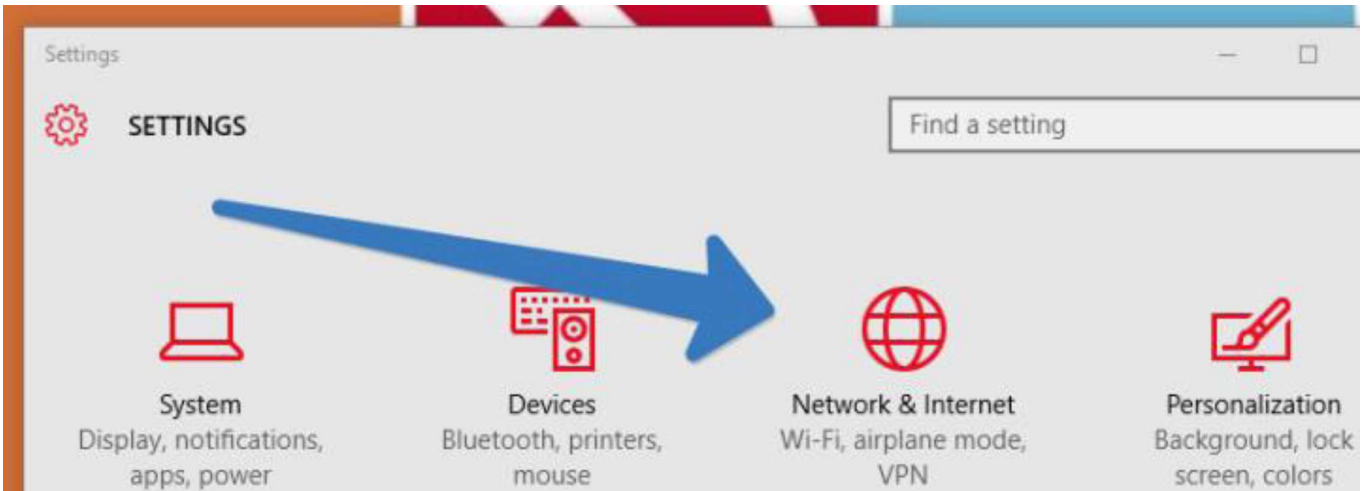 Settings
SETTINGS
Find a setting
System
Display, notifications,
apps, power
Devices
Bluetooth, printers,
mouse
Network & Internet
Wi-Fi, airplane mode,
VPN
Personalization
Background, lock
screen, colors